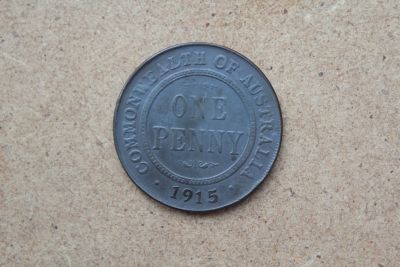 COMMONWEALTH OF AUSTRALIA
ONE
PENNY
1915